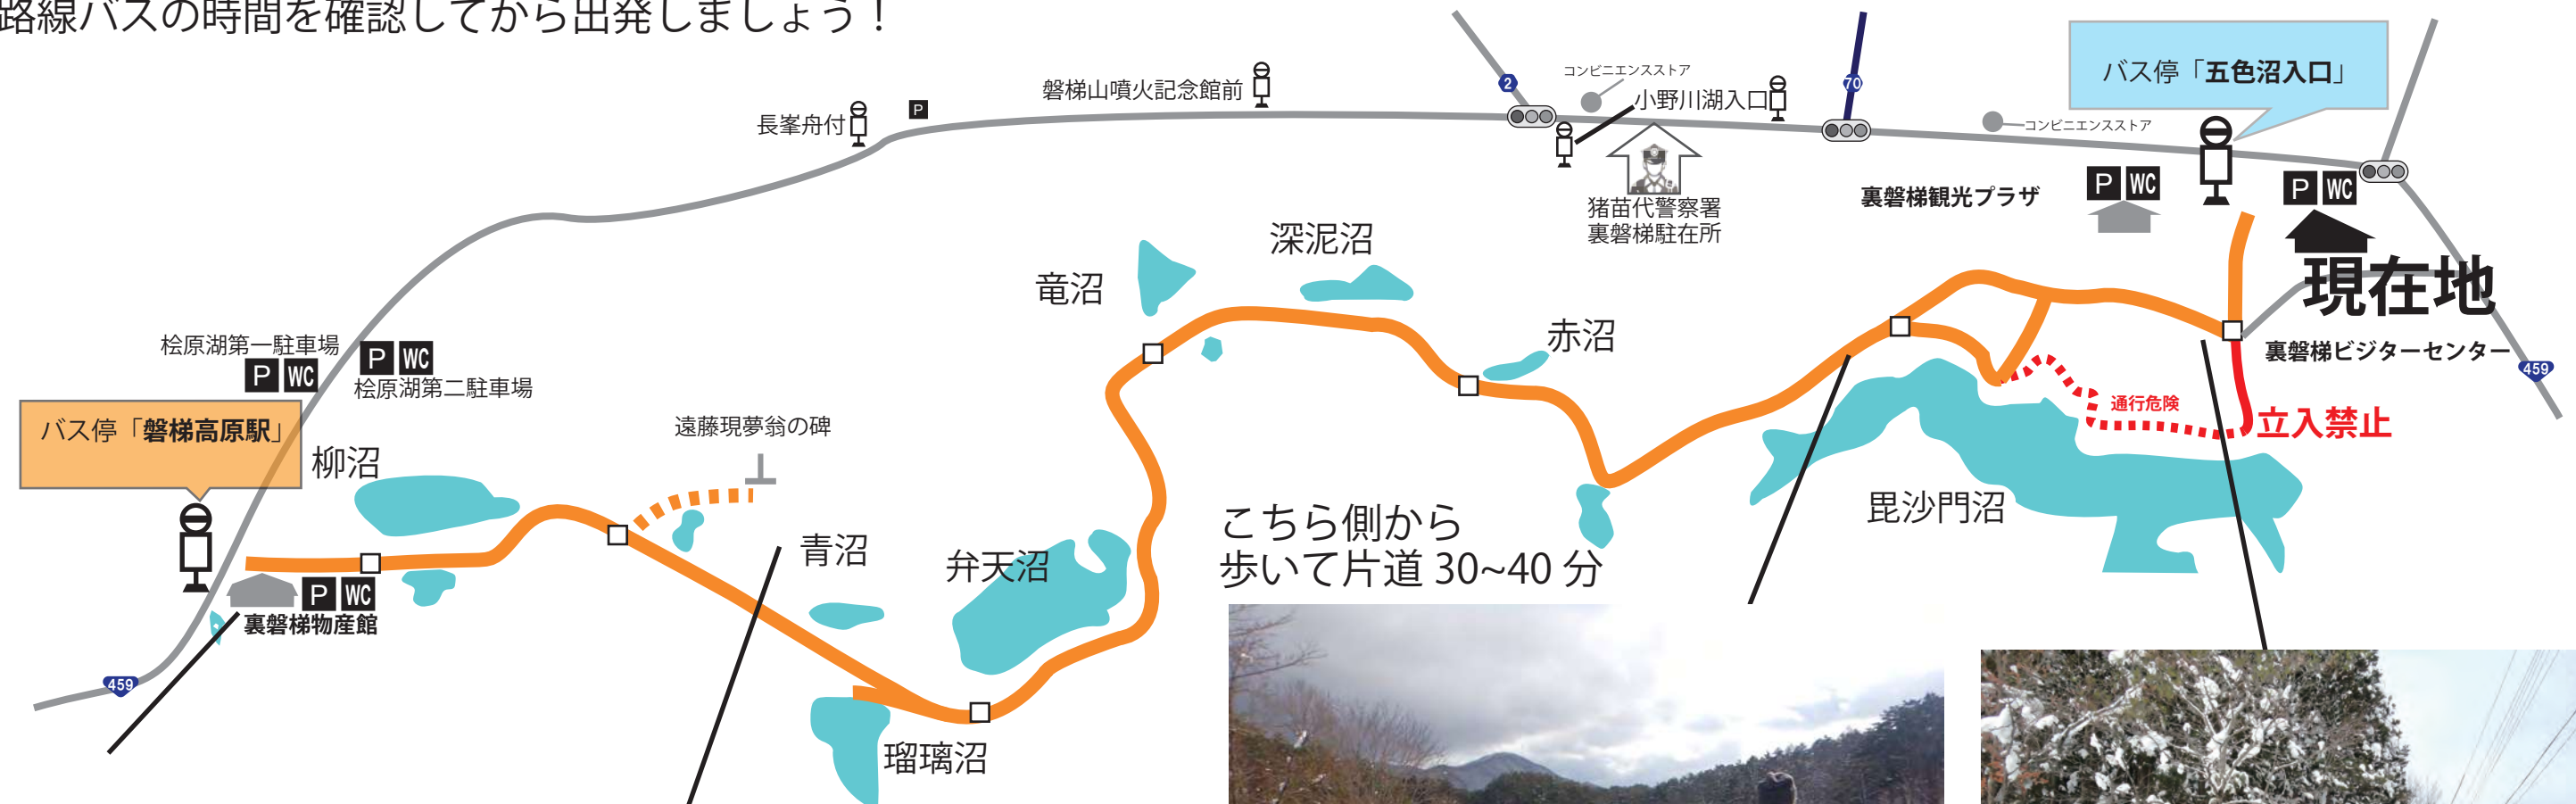 路線バスの時間を確認してから出発しましょう！
バス停「五色沼入口」
コンビニエンスストア
2
70
磐梯山噴火記念館前
小野川湖入口
長峯舟付
P
コンビニエンスストア
猪苗代警察署
裏磐梯駐在所
裏磐梯観光プラザ
P WC
P WC
現在地
裏磐梯ビジターセンター
459
深泥沼
竜沼
赤沼
桧原湖第一駐車場
P WC
P WC
桧原湖第二駐車場
通行危険
立入禁止
バス停「磐梯高原駅」
柳沼
遠藤現夢翁の碑
毘沙門沼
こちら側から
歩いて片道 30~40 分
青沼
弁天沼
P WC
裏磐梯物産館
459
瑠璃沼